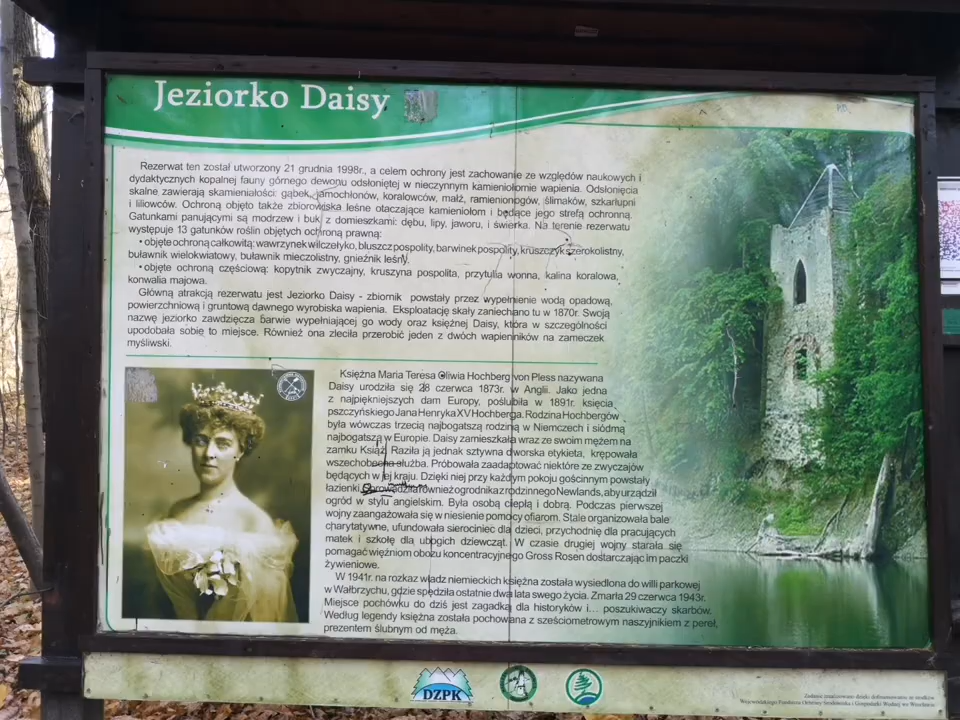 Jeziorko Daisy
Rezerwat ten został utworzony 21 grudnia 1998r., a celem ochrony jest zachowanie ze względów naukowych i
dydaktycznych kopalnej fauny górnego dewonu odsłoniętej w nieczynnym kamieniołomie wapienia. Odsłonięcia
skalne zawierają skamieniałości: gąbek, jamochłonów, koralowców, małż, ramienionogów, ślimaków, szkarłupni
i liliowców. Ochroną objęto także zbiorowiska leśne otaczające kamieniołom i będące jego strefą ochronną.
Gatunkami panującymi są modrzew i buk z domieszkami: dębu, lipy, jaworu, i świerka. Na terenie rezerwatu
występuje 13 gatunków roślin objętych ochroną prawną:
• objęte ochroną całkowitą: wawrzynek wilczełyko, bluszcz pospolity, barwinek pospolity, kruszczyk szerokolistny,
buławnik wielokwiatowy, buławnik mieczolistny, gnieźnik leśny,
• objęte ochroną częściową: kopytnik zwyczajny, kruszyna pospolita, przytulia wonna, kalina koralowa,
konwalia majowa.
Główną atrakcją rezerwatu jest Jeziorko Daisy - zbiornik powstały przez wypełnienie wodą opadową,
powierzchniową i gruntową dawnego wyrobiska wapienia. Eksploatację skały zaniechano tu w 1870r. Swoją
nazwę jeziorko zawdzięcza barwie wypełniającej go wody oraz księżnej Daisy, która w szczególności
upodobała sobie to miejsce. Również ona zleciła przerobić jeden z dwóch wapienników na zameczek
myśliwski.
Księżna Maria Teresa Oliwia Hochberg von Pless nazywana
Daisy urodziła się 28 czerwca 1873r. w Anglii. Jako jedna
z najpiękniejszych dam Europy, poślubiła w 1891r. księcia
pszczyńskiego Jana Henryka XV Hochberga. Rodzina Hochbergów
była wówczas trzecią najbogatszą rodziną w Niemczech i siódmą
najbogatszą w Europie. Daisy zamieszkała wraz ze swoim mężem na
zamku Książ. Raziła ją jednak sztywna dworska etykieta, krępowała
wszechobecna służba. Próbowała zaadaptować niektóre ze zwyczajów
będących w jej kraju. Dzięki niej przy każdym pokoju gościnnym powstały
łazienki. Sprowadziła również ogrodnika z rodzinnego Newlands, aby urządził
ogród w stylu angielskim. Była osobą ciepłą i dobrą. Podczas pierwszej
wojny zaangażowała się w niesienie pomocy ofiarom. Stale organizowała bale
charytatywne, ufundowała sierociniec dla dzieci, przychodnię dla pracujących
matek i szkołę dla ubogich dziewcząt. W czasie drugiej wojny starała się
pomagać więźniom obozu koncentracyjnego Gross Rosen dostarczając im paczki
żywieniowe.
W 1941r. na rozkaz władz niemieckich księżna została wysiedlona do willi parkowej
w Wałbrzychu, gdzie spędziła ostatnie dwa lata swego życia. Zmarła 29 czerwca 1943r.
Miejsce pochówku do dziś jest zagadką dla historyków i... poszukiwaczy skarbów.
Według legendy księżna została pochowana z sześciometrowym naszyjnikiem z pereł,
prezentem ślubnym od męża.
DZPK
Zadanie zrealizowano dzięki dofinansowaniu ze środków
Wojewódzkiego Funduszu Ochrony Środowiska i Gospodarki Wodnej we Wrocławiu